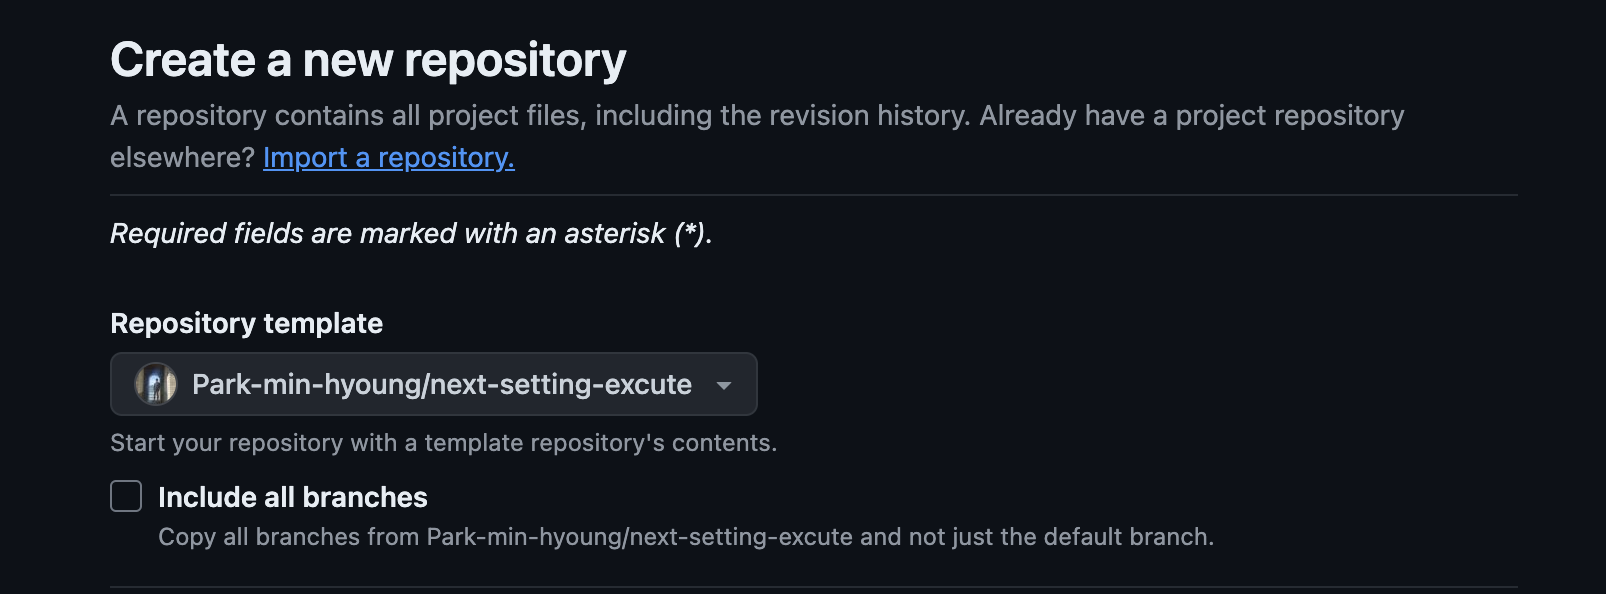 Create a new repository
A repository contains all project files, including the revision history. Already have a project repository
elsewhere? Import a repository.
Required fields are marked with an asterisk (*).
Repository template
Park-min-hyoung/next-setting-excute
Start your repository with a template repository's contents.
Include all branches
Copy all branches from Park-min-hyoung/next-setting-excute and not just the default branch.